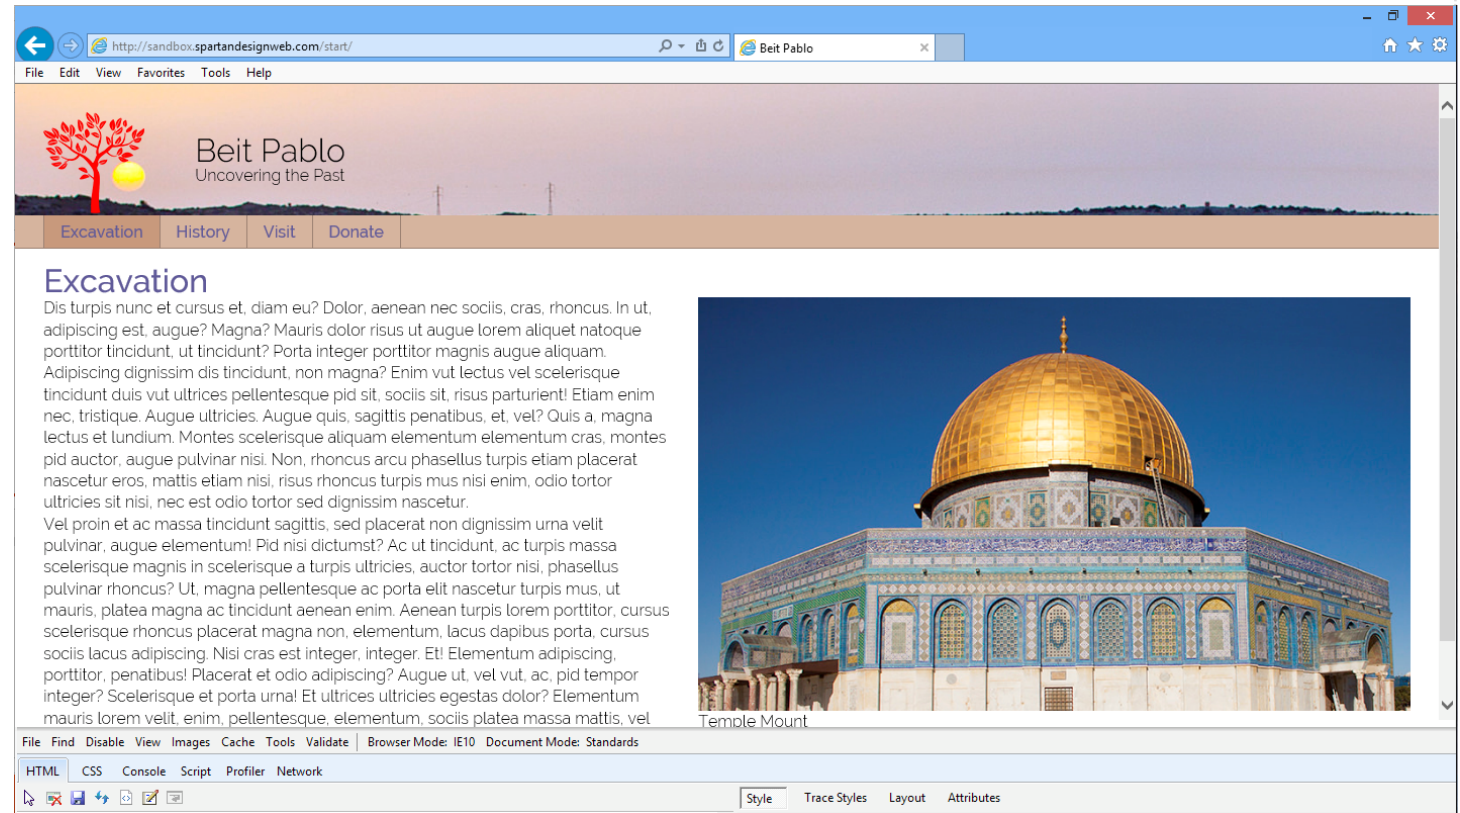 http://sandbox.spartandesignweb.com/start/
Beit Pablo
File Edit View Favorites Tools Help
Beit Pablo
Uncovering the Past
Excavation History Visit Donate
Excavation
Dis turpis nunc et cursus et, diam eu? Dolor, aenean nec sociis, cras, rhoncus. In ut,
adipiscing est, augue? Magna? Mauris dolor risus ut augue lorem aliquet natoque
porttitor tincidunt, ut tincidunt? Porta integer porttitor magnis augue aliquam.
Adipiscing dignissim dis tincidunt, non magna? Enim vut lectus vel scelerisque
tincidunt duis vut ultrices pellentesque pid sit, sociis sit, risus parturient! Etiam enim
nec, tristique. Augue ultricies. Augue quis, sagittis penatibus, et, vel? Quis a, magna
lectus et lundium. Montes scelerisque aliquam elementum elementum cras, montes
pid auctor, augue pulvinar nisi. Non, rhoncus arcu phasellus turpis etiam placerat
nascetur eros, mattis etiam nisi, risus rhoncus turpis mus nisi enim, odio tortor
ultricies sit nisi, nec est odio tortor sed dignissim nascetur.
Vel proin et ac massa tincidunt sagittis, sed placerat non dignissim urna velit
pulvinar, augue elementum! Pid nisi dictumst? Ac ut tincidunt, ac turpis massa
scelerisque magnis in scelerisque a turpis ultricies, auctor tortor nisi, phasellus
pulvinar rhoncus? Ut, magna pellentesque ac porta elit nascetur turpis mus, ut
mauris, platea magna ac tincidunt aenean enim. Aenean turpis lorem porttitor, cursus
scelerisque rhoncus placerat magna non, elementum, lacus dapibus porta, cursus
sociis lacus adipiscing. Nisi cras est integer, integer. Et! Elementum adipiscing,
porttitor, penatibus! Placerat et odio adipiscing? Augue ut, vel vut, ac, pid tempor
integer? Scelerisque et porta urna! Et ultrices ultricies egestas dolor? Elementum
mauris lorem velit, enim, pellentesque, elementum, sociis platea massa mattis, vel
Temple Mount
File Find Disable View Images Cache Tools Validate Browser Mode: IE10 Document Mode: Standards
HTML CSS Console Script Profiler Network
Style Trace Styles Layout Attributes